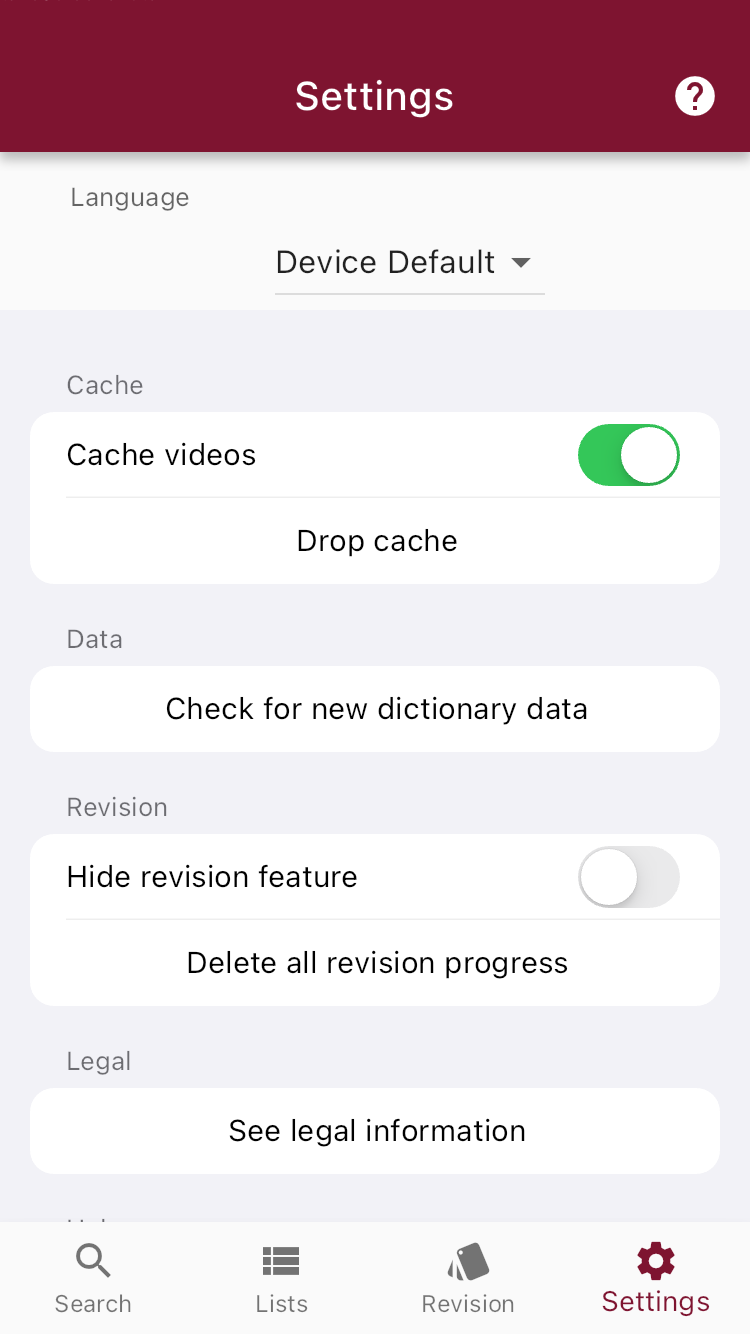 Settings
Language
Device Default
Cache
Cache videos
Drop cache
Data
Check for new dictionary data
Revision
Hide revision feature
Delete all revision progress
Legal
See legal information
Search
Lists
Revision
Settings